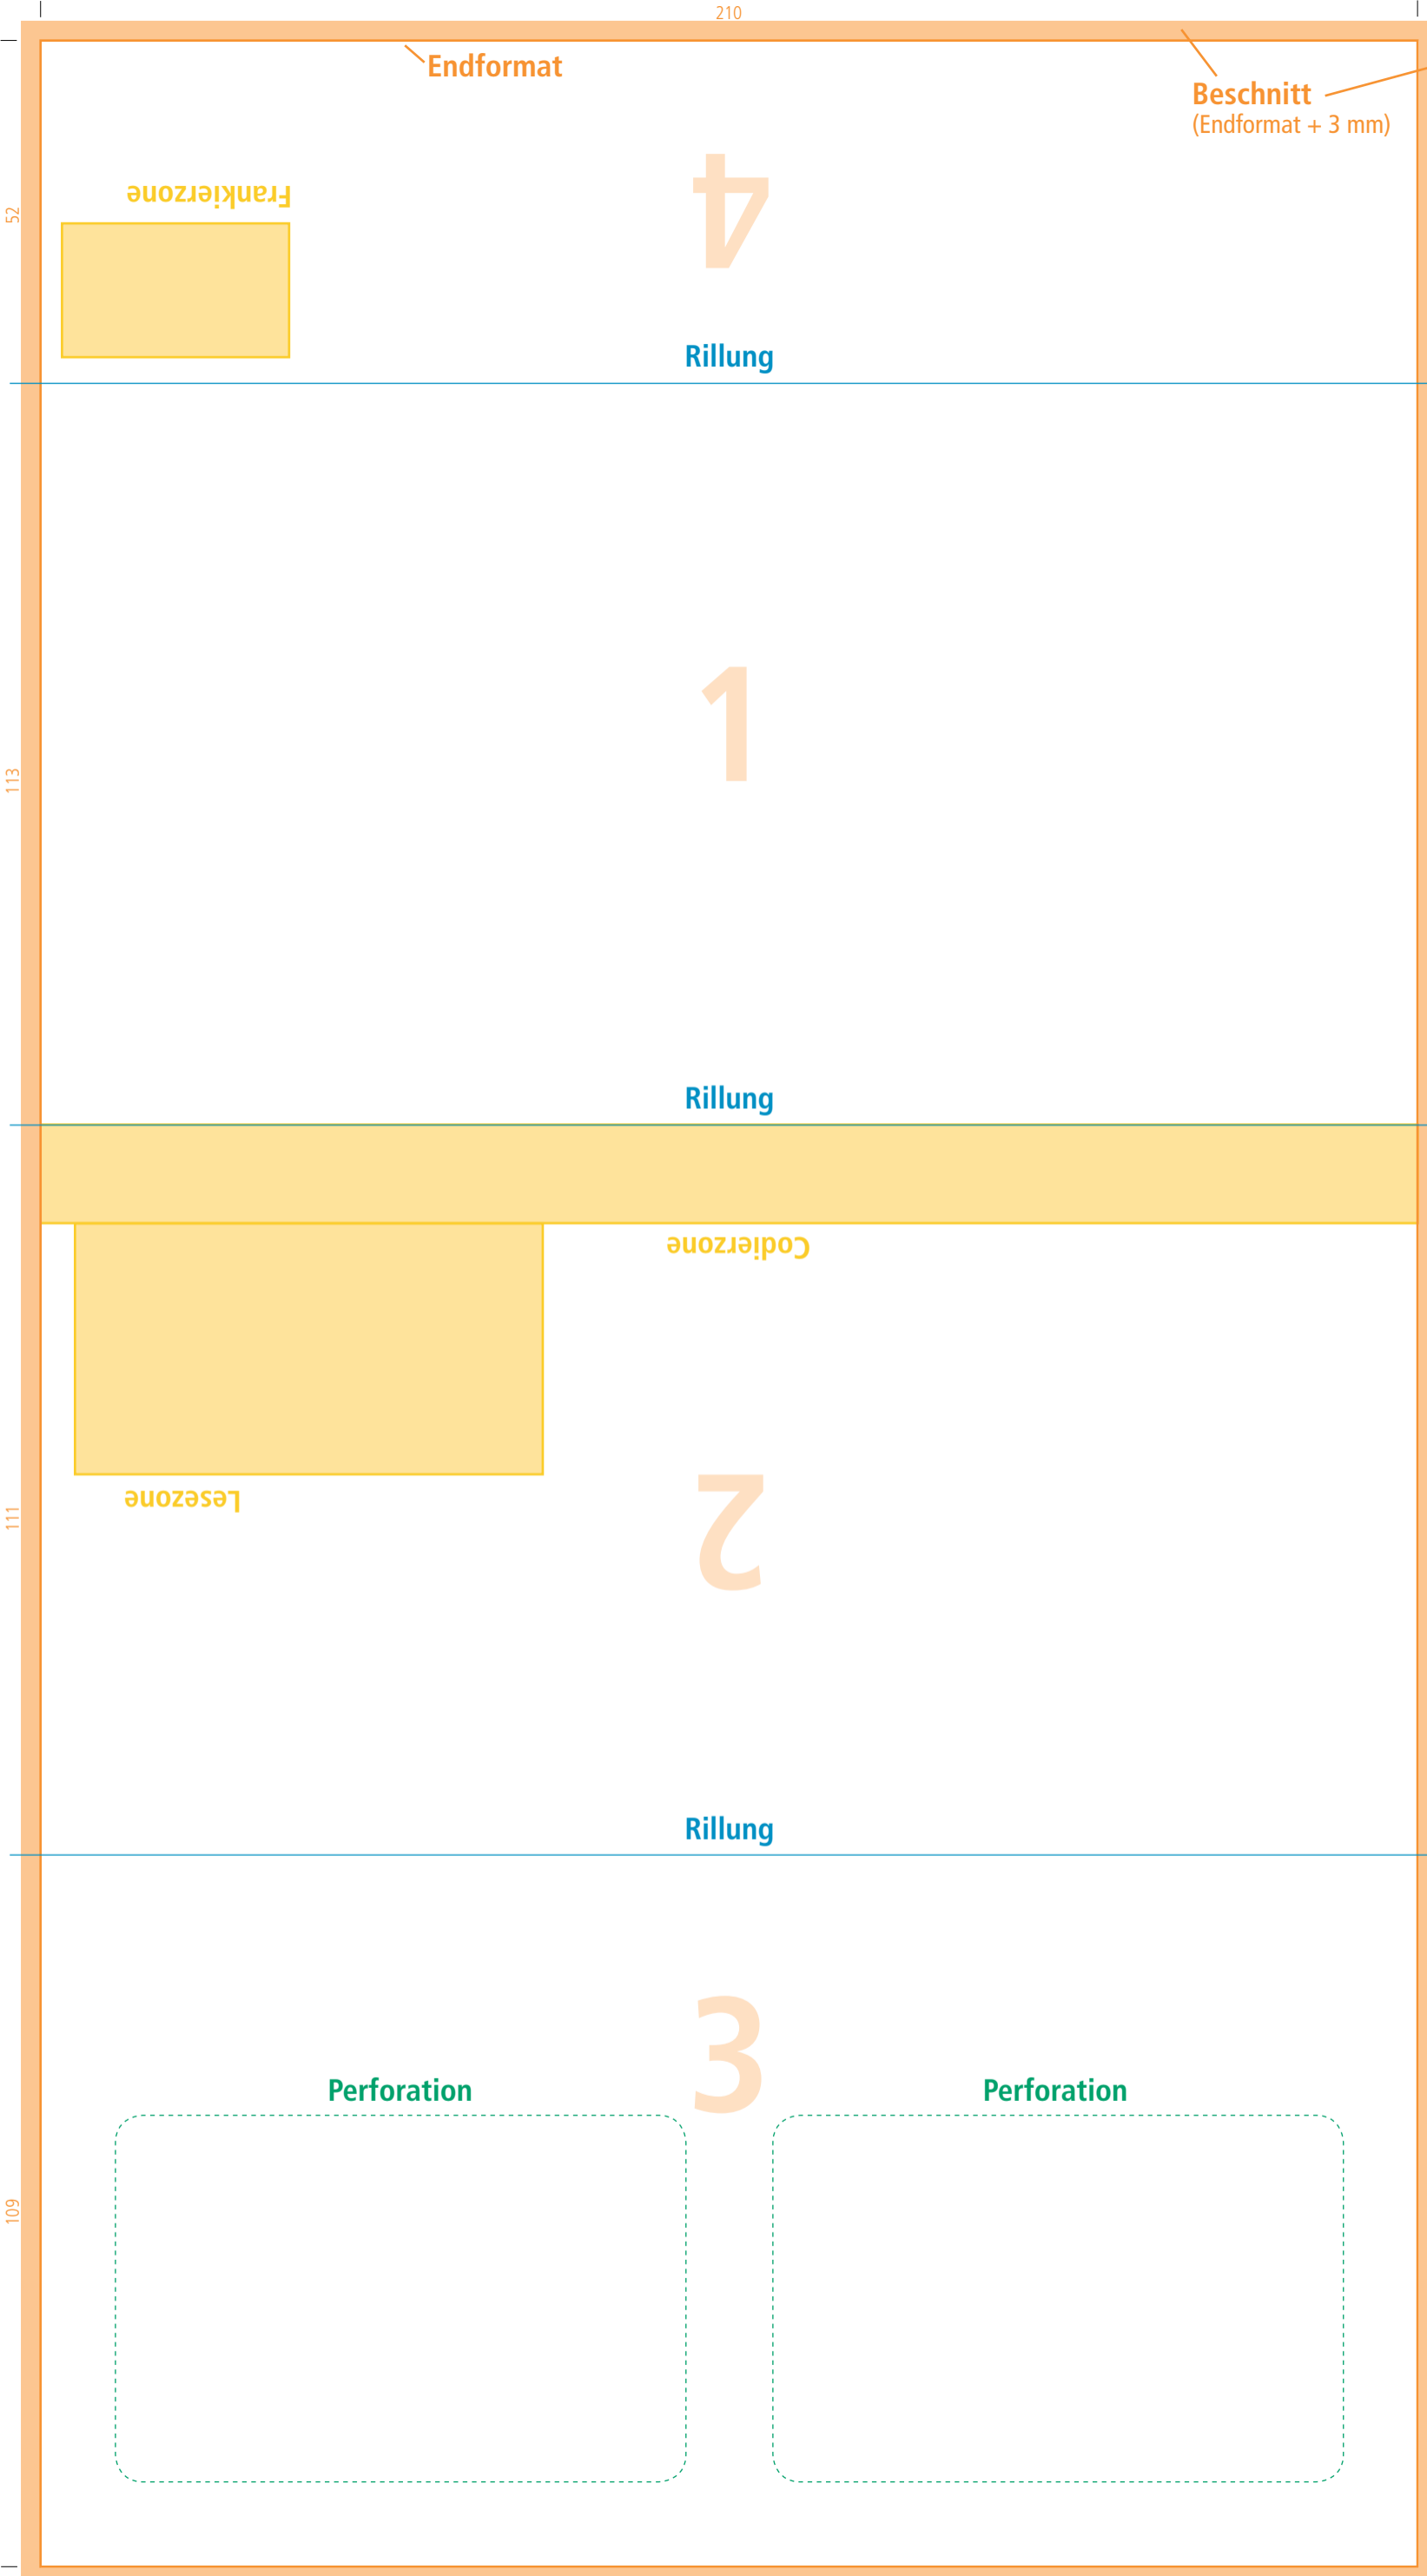 210
Endformat
Beschnitt
(Endformat + 3 mm)
4
Frankierzone
52
Rillung
1
113
Rillung
Codierzone
Lesezone
2
111
Rillung
3
Perforation
Perforation
109